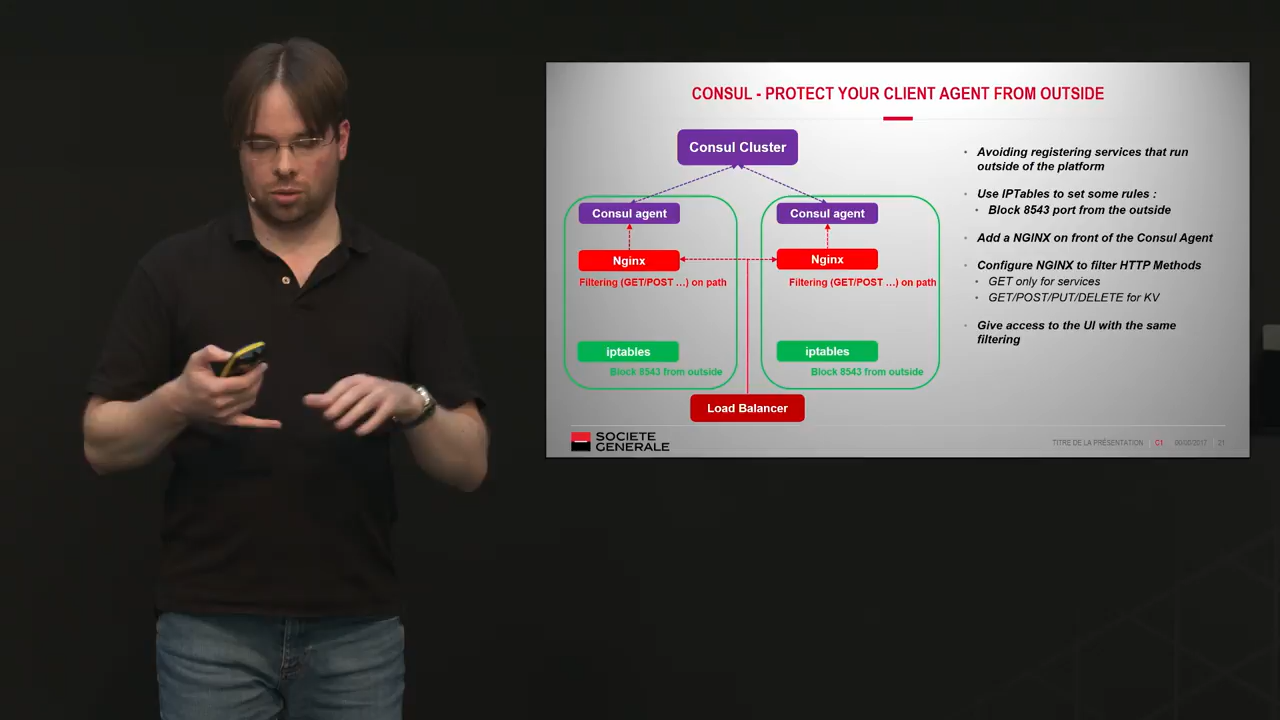 CONSUL - PROTECT YOUR CLIENT AGENT FROM OUTSIDE
Consul Cluster
Consul agent
Consul agent
Nginx
Nginx
Filtering (GET/POST ...) on path
Filtering (GET/POST ...) on path
iptables
iptables
Block 8543 from outside
Block 8543 from outside
Load Balancer
Avoiding registering services that run
outside of the platform
Use IPTables to set some rules :
Block 8543 port from the outside
Add a NGINX on front of the Consul Agent
Configure NGINX to filter HTTP Methods
GET only for services
GET/POST/PUT/DELETE for KV
Give access to the UI with the same
filtering
SOCIETE
GENERALE
TITRE DE LA PRÉSENTATION | C1 | 2017 | 21